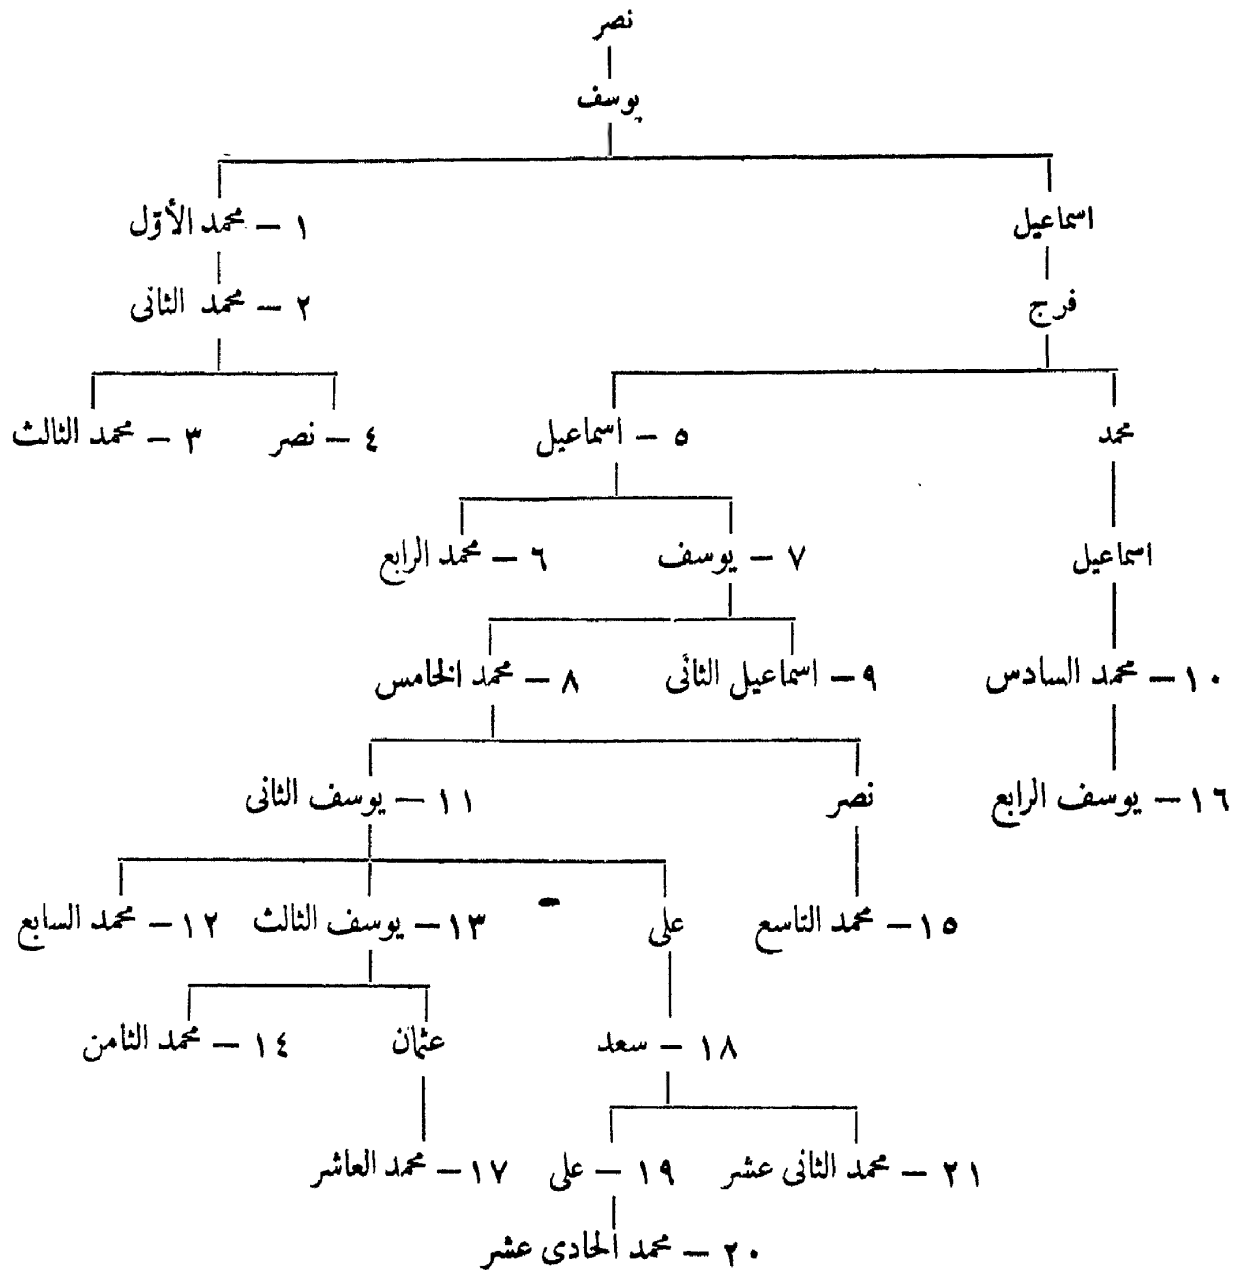 نصر
يوسف
اسماعيل
١ - محمد الأوّل
فرج
٢ - محمد الثانى
محمد
٥ - اسماعيل
٤ - نصر
٣ - محمد الثالث
اسماعيل
٧ - يوسف
٦ - محمد الرابع
١٠ - محمد السادس
٩ - اسماعيل الثانى
٨ - محمد الخامس
١٦ - يوسف الرابع
نصر
١١ - يوسف الثانى
١٥ - محمد التاسع
على
١٣ - يوسف الثالث
١٢ - محمد السابع
١٨ - سعد
عثمان
١٤ - محمد الثامن
٢١ - محمد الثانى عشر
١٩ - على
١٧ - محمد العاشر
٢٠ - محمد الحادى عشر